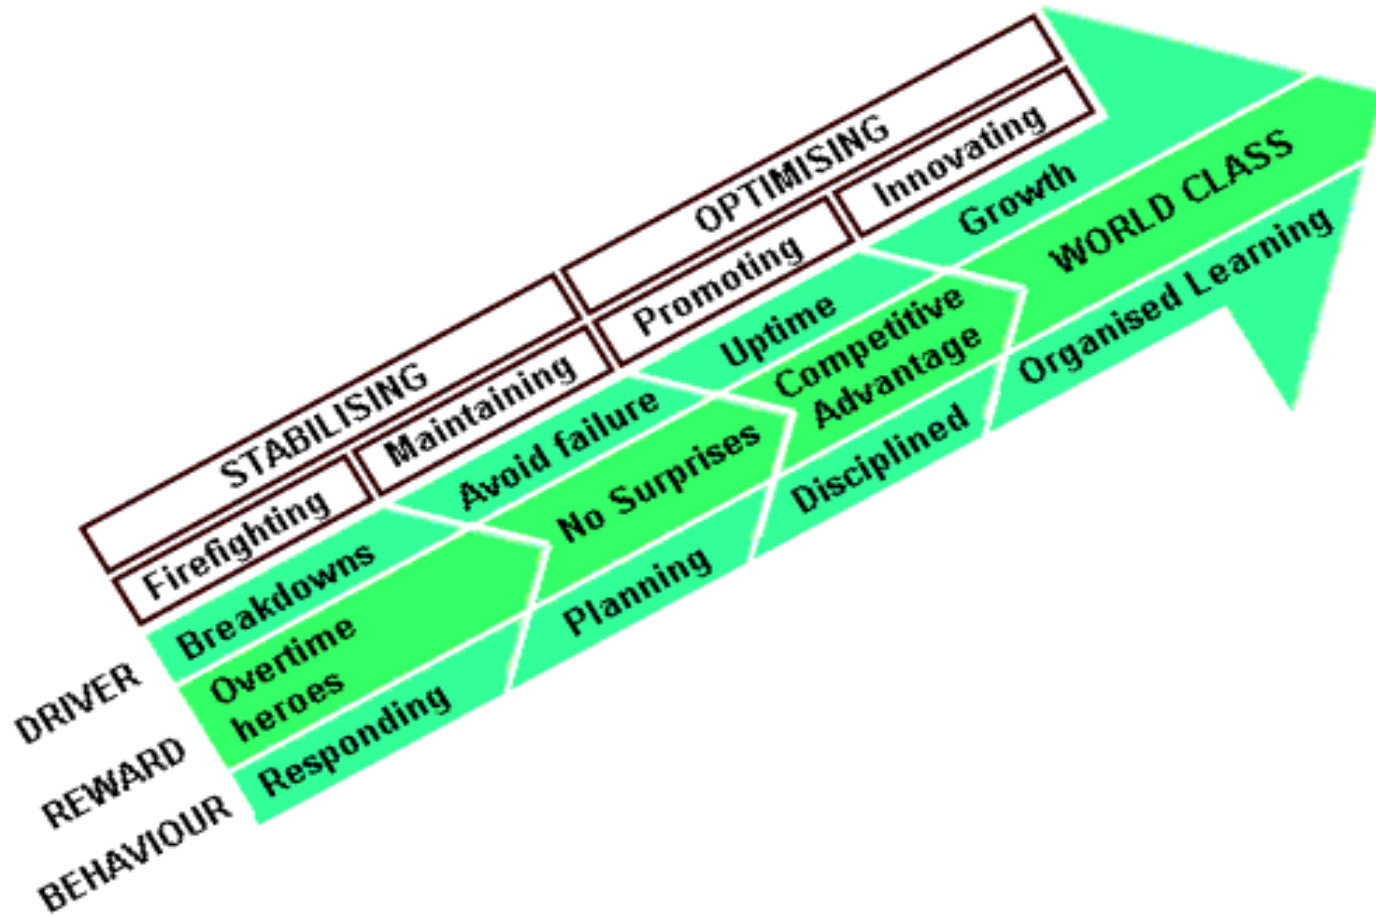 STABILISING
OPTIMISING
Firefighting
Maintaining
Promoting
Innovating
DRIVER
Breakdowns
Avoid failure
Uptime
Growth
REWARD
Overtime
heroes
No Surprises
Competitive
Advantage
WORLD CLASS
BEHAVIOUR
Responding
Planning
Disciplined
Organised Learning